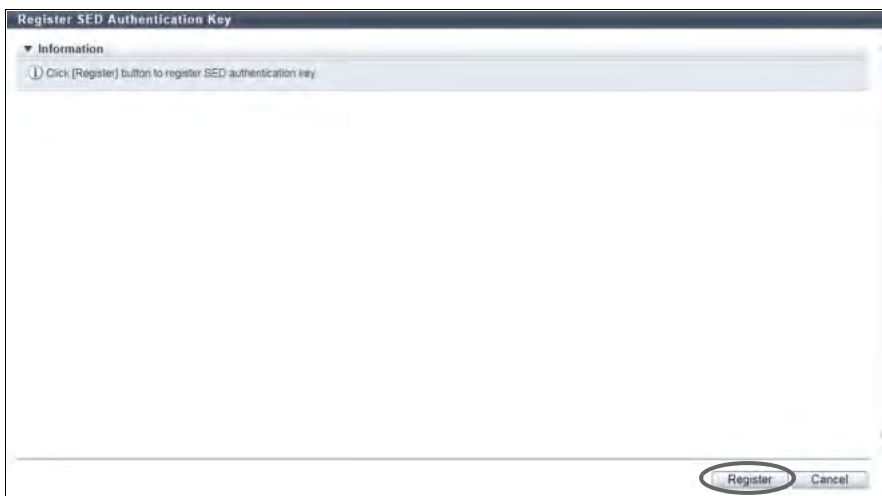 Register SED Authentication Key
▼ Information
Click [Register] button to register SED authentication key.
Register
Cancel